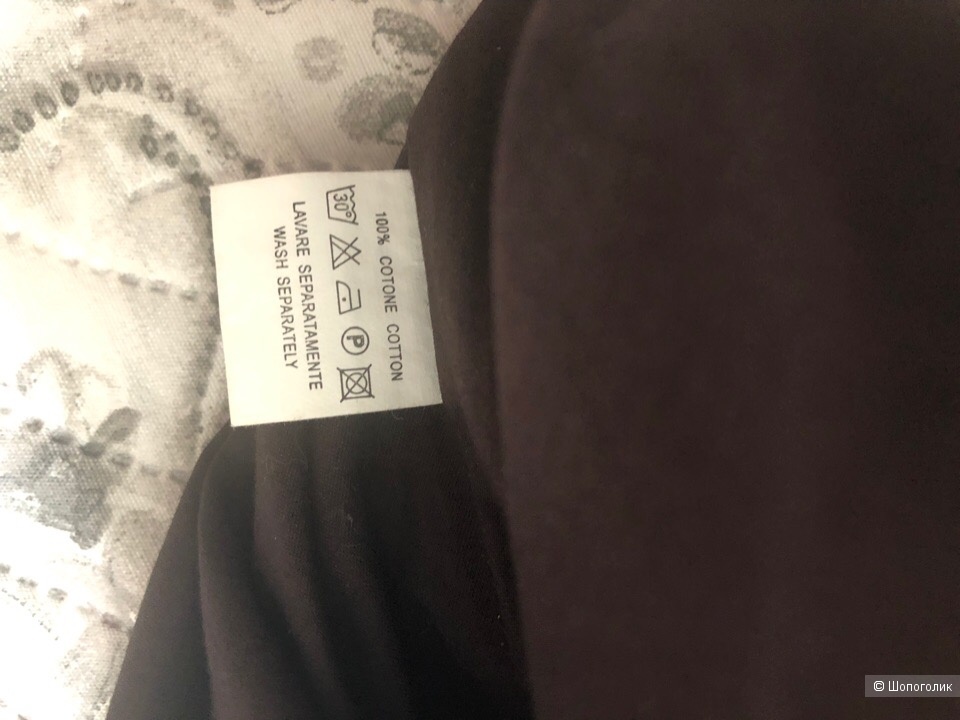 100% COTONE COTTON
30° P
LAVARE SEPARATAMENTE
WASH SEPARATELY
© Шопоголик